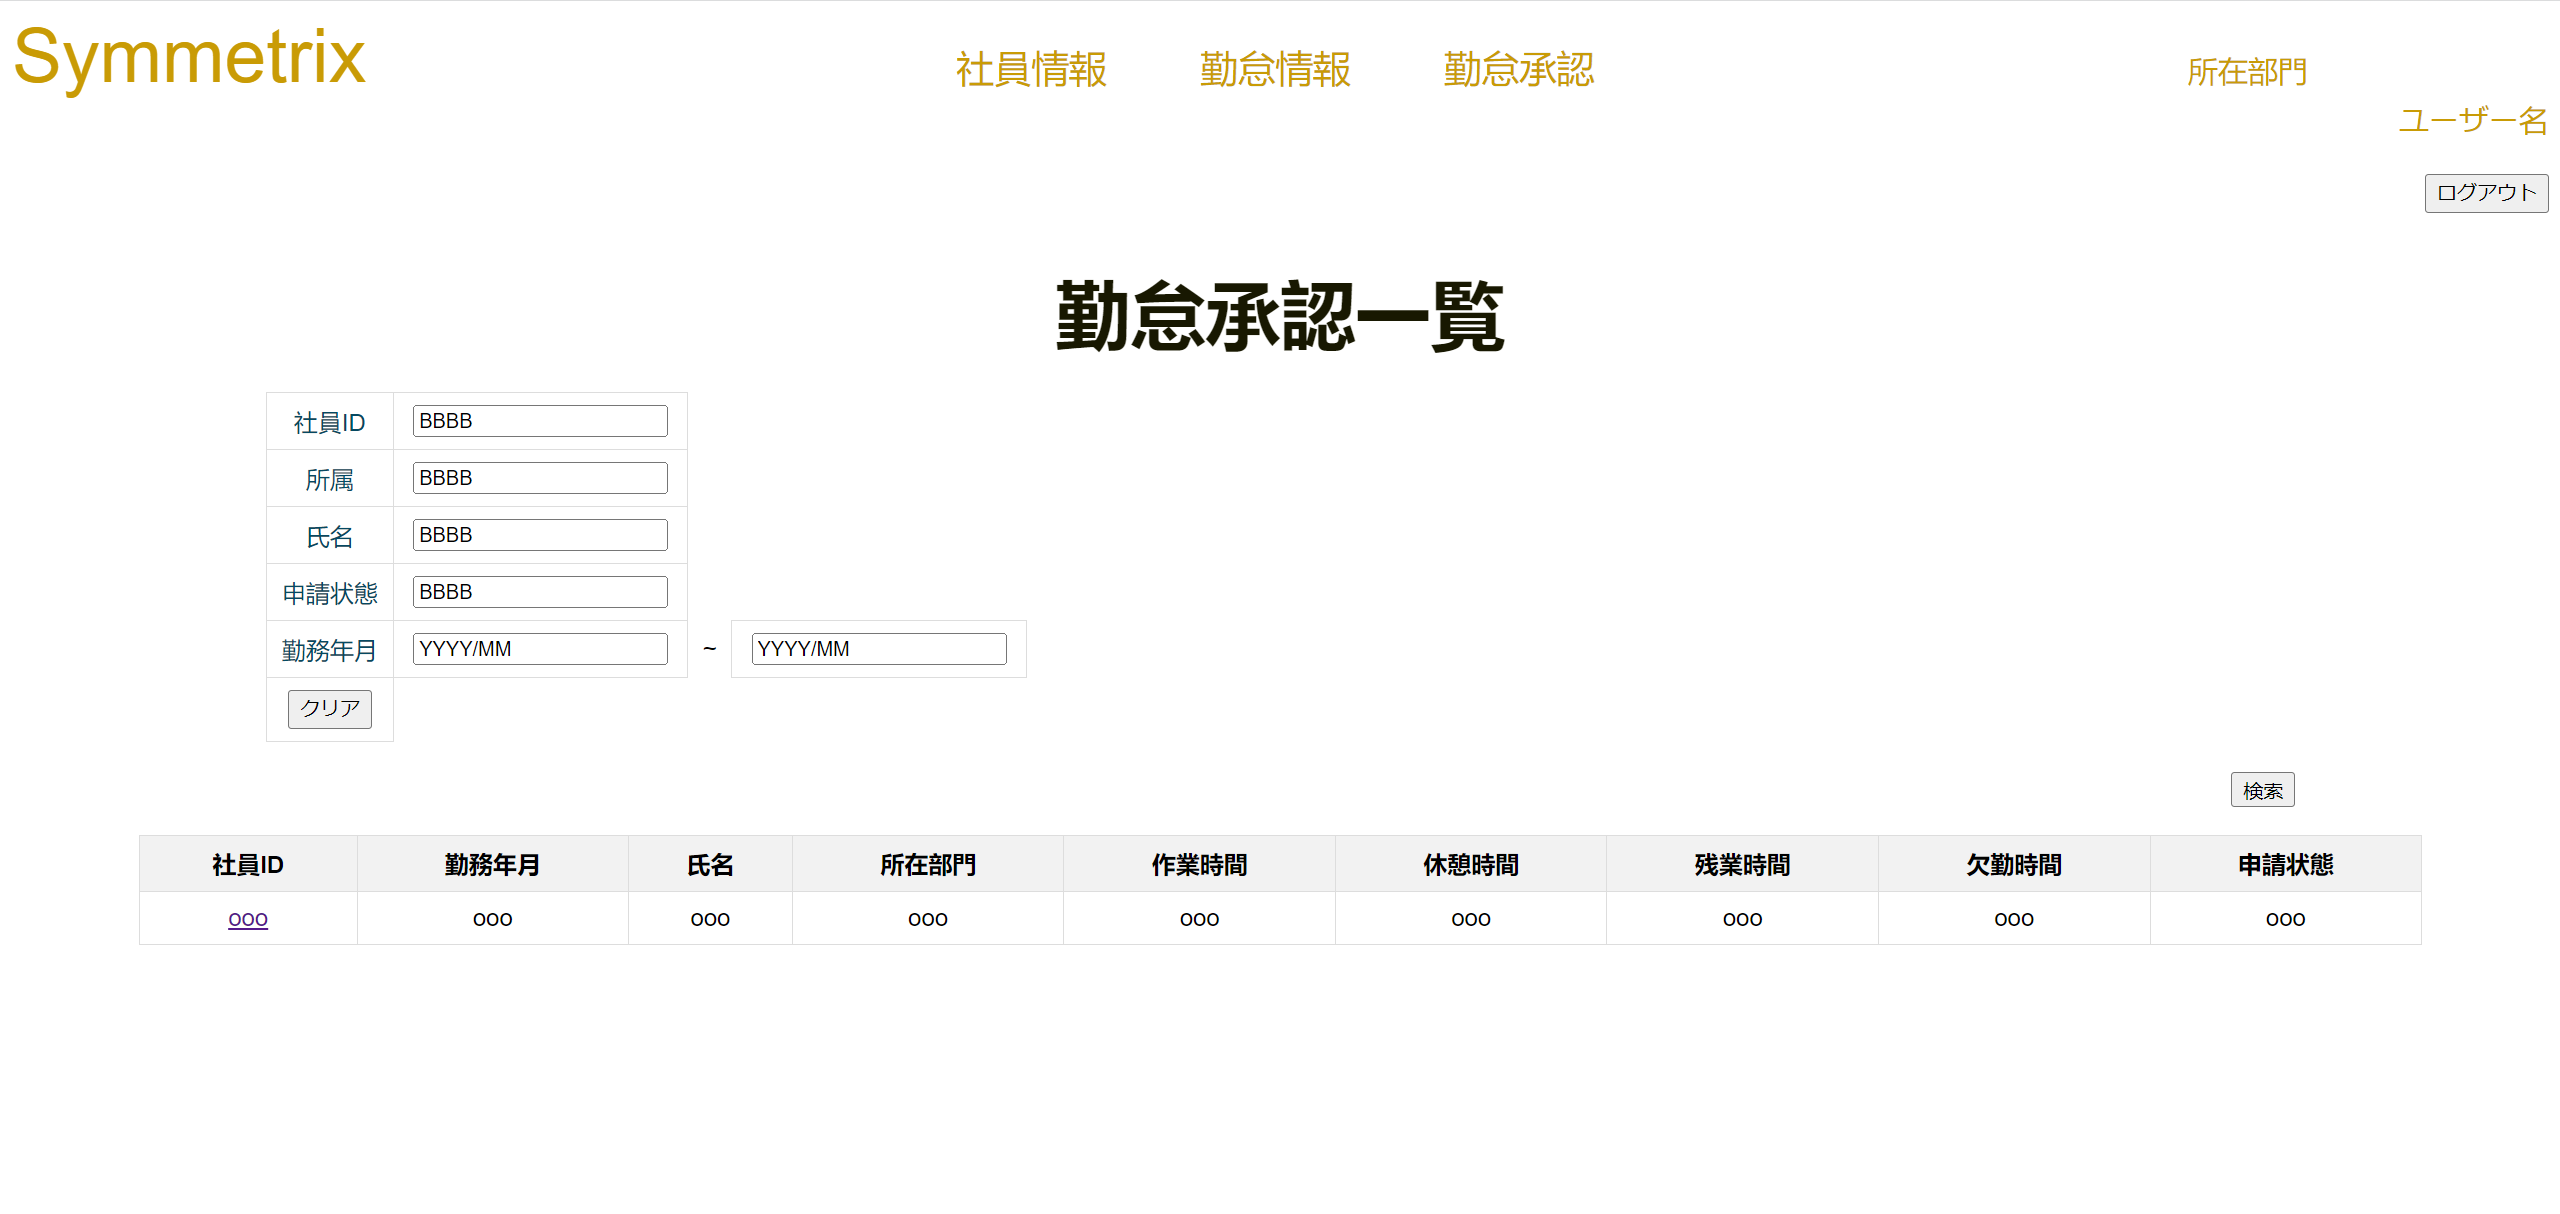 Symmetrix
社員情報 勤怠情報 勤怠承認
所在部門
ユーザー名
ログアウト
勤怠承認一覧
社員ID BBBB
所属 BBBB
氏名 BBBB
申請状態 BBBB
勤務年月 YYYY/MM ~ YYYY/MM
クリア
検索
社員ID 勤務年月 氏名 所在部門 作業時間 休憩時間 残業時間 欠勤時間 申請状態
ooo ooo ooo ooo ooo ooo ooo ooo ooo